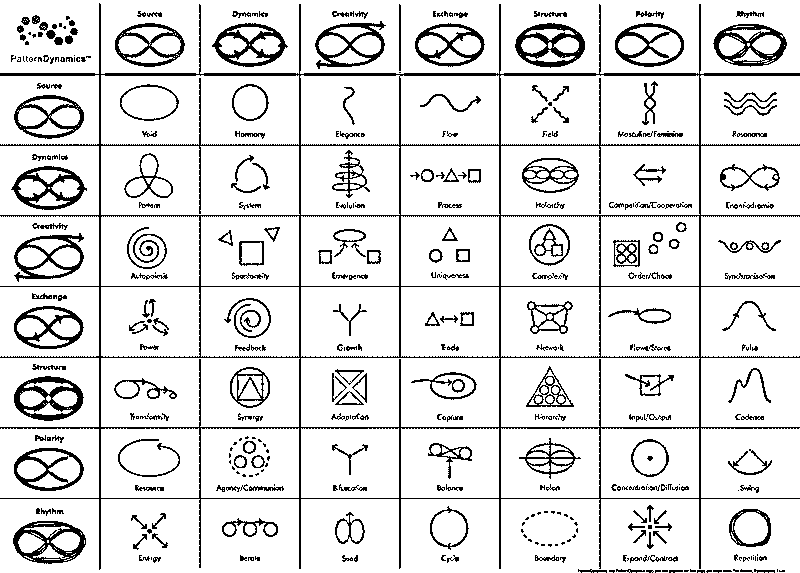 PatternDynamics™
Source
Dynamics
Creativity
Exchange
Structure
Polarity
Rhythm
Source
Void
Harmony
Elegance
Flow
Field
Masculine/Feminine
Resonance
Dynamics
Pattern
System
Evolution
Process
Holarchy
Competition/Cooperation
Enantiodromia
Creativity
Autopoiesis
Spontaneity
Emergence
Uniqueness
Complexity
Order/Chaos
Synchronisation
Exchange
Power
Feedback
Growth
Trade
Network
Flows/Stores
Pulse
Structure
Transformity
Synergy
Adaptation
Capture
Hierarchy
Input/Output
Cadence
Polarity
Resource
Agency/Communion
Bifurcation
Balance
Holon
Concentration/Diffusion
Swing
Rhythm
Energy
Iterate
Seed
Cycle
Boundary
Expand/Contract
Repetition